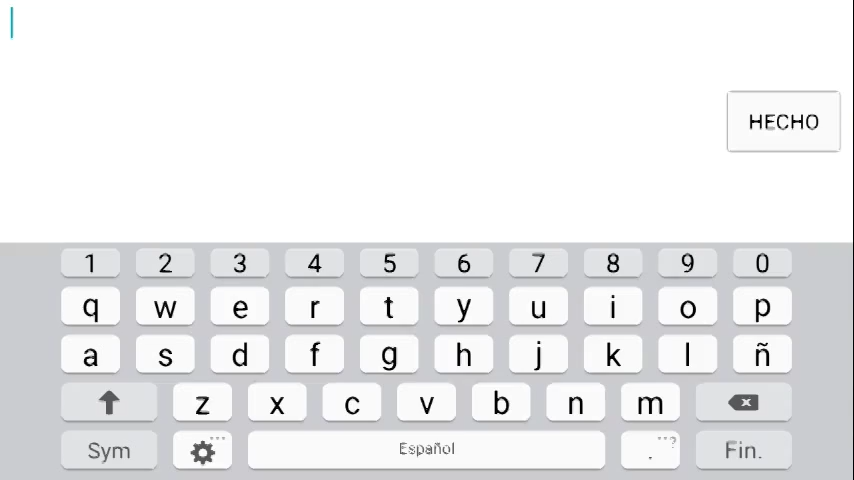 HECHO
1 2 3 4 5 6 7 8 9 0
q w e r t y u i o p
a s d f g h j k l ñ
z x c v b n m
Sym ... Español . ...? Fin.